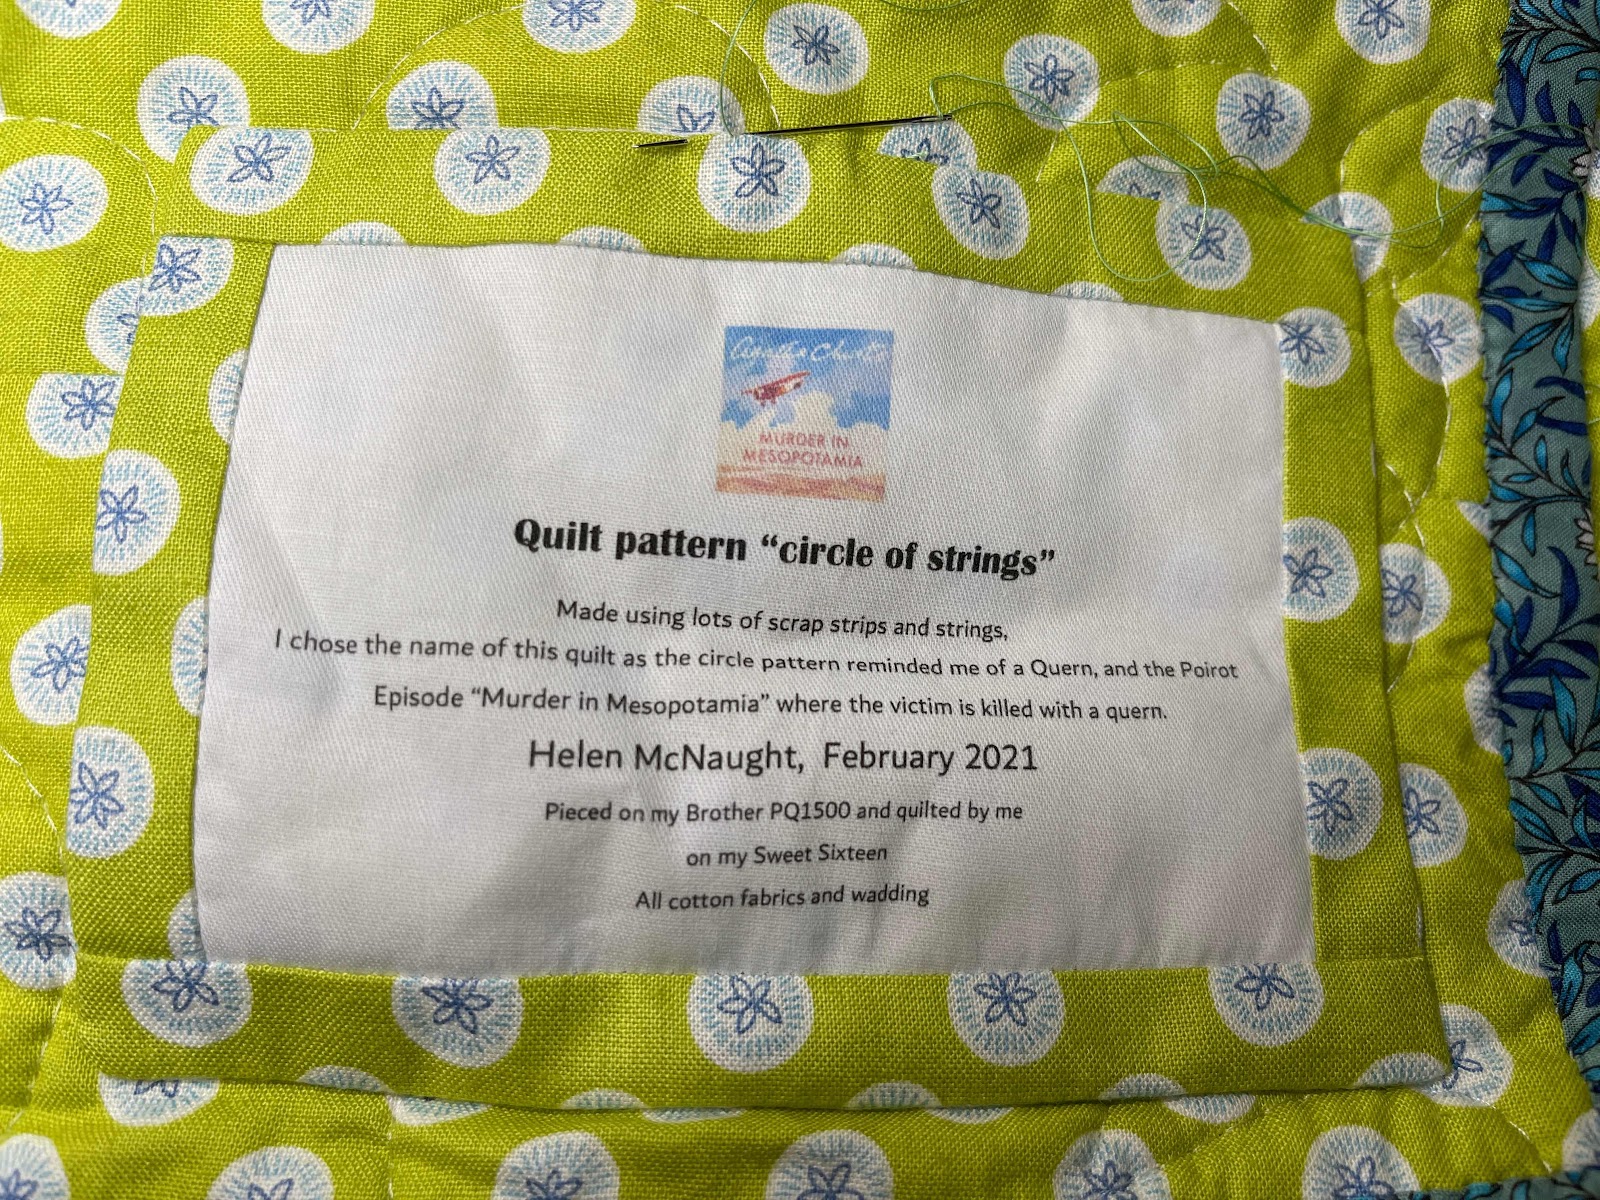 Agatha Christie
MURDER IN
MESOPOTAMIA
Quilt pattern “circle of strings”
Made using lots of scrap strips and strings,
I chose the name of this quilt as the circle pattern reminded me of a Quern, and the Poirot
Episode “Murder in Mesopotamia” where the victim is killed with a quern.
Helen McNaught, February 2021
Pieced on my Brother PQ1500 and quilted by me
on my Sweet Sixteen
All cotton fabrics and wadding